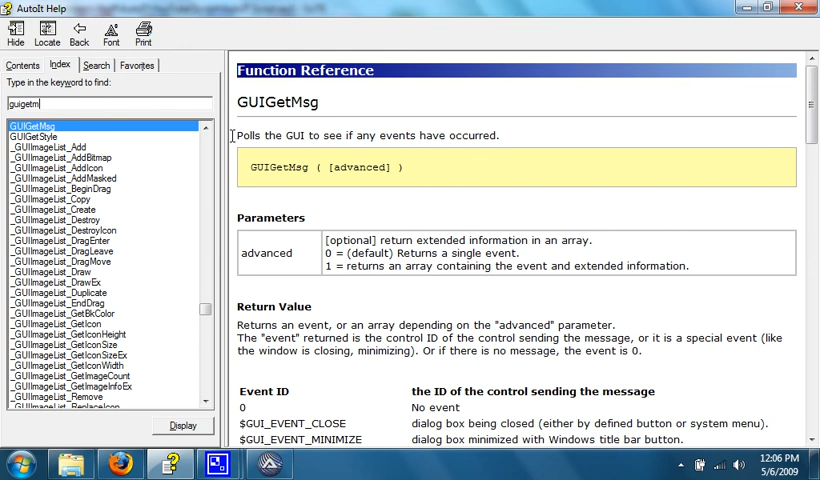 AutoIt Help
Hide Locate Back Font Print
Contents Index Search Favorites
Type in the keyword to find:
guigetm
GUIGetMsg
GUIGetStyle
_GUIImageList_Add
_GUIImageList_AddBitmap
_GUIImageList_AddIcon
_GUIImageList_AddMasked
_GUIImageList_BeginDrag
_GUIImageList_Copy
_GUIImageList_Create
_GUIImageList_Destroy
_GUIImageList_DestroyIcon
_GUIImageList_DragEnter
_GUIImageList_DragLeave
_GUIImageList_DragMove
_GUIImageList_Draw
_GUIImageList_DrawEx
_GUIImageList_Duplicate
_GUIImageList_EndDrag
_GUIImageList_GetBkColor
_GUIImageList_GetIcon
_GUIImageList_GetIconHeight
_GUIImageList_GetIconSize
_GUIImageList_GetIconSizeEx
_GUIImageList_GetIconWidth
_GUIImageList_GetImageCount
_GUIImageList_GetImageInfoEx
_GUIImageList_Remove
_GUIImageList_ReplaceIcon
Display
Function Reference
GUIGetMsg
Polls the GUI to see if any events have occurred.
GUIGetMsg ( [advanced] )
Parameters
advanced
[optional] return extended information in an array.
0 = (default) Returns a single event.
1 = returns an array containing the event and extended information.
Return Value
Returns an event, or an array depending on the "advanced" parameter.
The "event" returned is the control ID of the control sending the message, or it is a special event (like
the window is closing, minimizing). Or if there is no message, the event is 0.
Event ID the ID of the control sending the message
0 No event
$GUI_EVENT_CLOSE dialog box being closed (either by defined button or system menu).
$GUI_EVENT_MINIMIZE dialog box minimized with Windows title bar button.
12:06 PM
5/6/2009